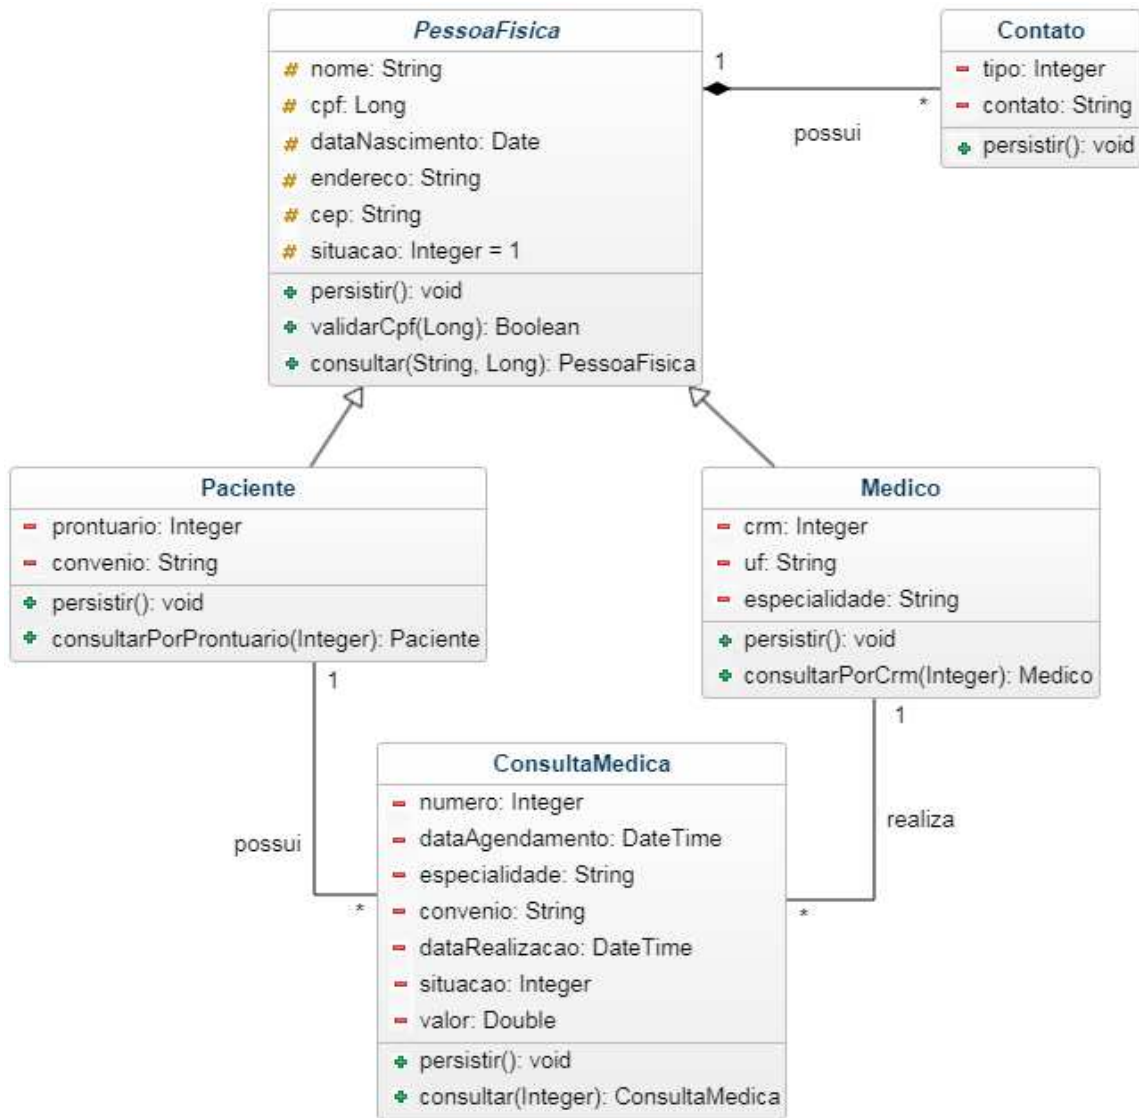 PessoaFisica
# nome: String
# cpf: Long
# dataNascimento: Date
# endereco: String
# cep: String
# situacao: Integer = 1
+ persistir(): void
+ validarCpf(Long): Boolean
+ consultar(String, Long): PessoaFisica
1
*
possui
Contato
- tipo: Integer
- contato: String
+ persistir(): void
Paciente
- prontuario: Integer
- convenio: String
+ persistir(): void
+ consultarPorProntuario(Integer): Paciente
Medico
- crm: Integer
- uf: String
- especialidade: String
+ persistir(): void
+ consultarPorCrm(Integer): Medico
1
possui
*
1
realiza
*
ConsultaMedica
- numero: Integer
- dataAgendamento: DateTime
- especialidade: String
- convenio: String
- dataRealizacao: DateTime
- situacao: Integer
- valor: Double
+ persistir(): void
+ consultar(Integer): ConsultaMedica